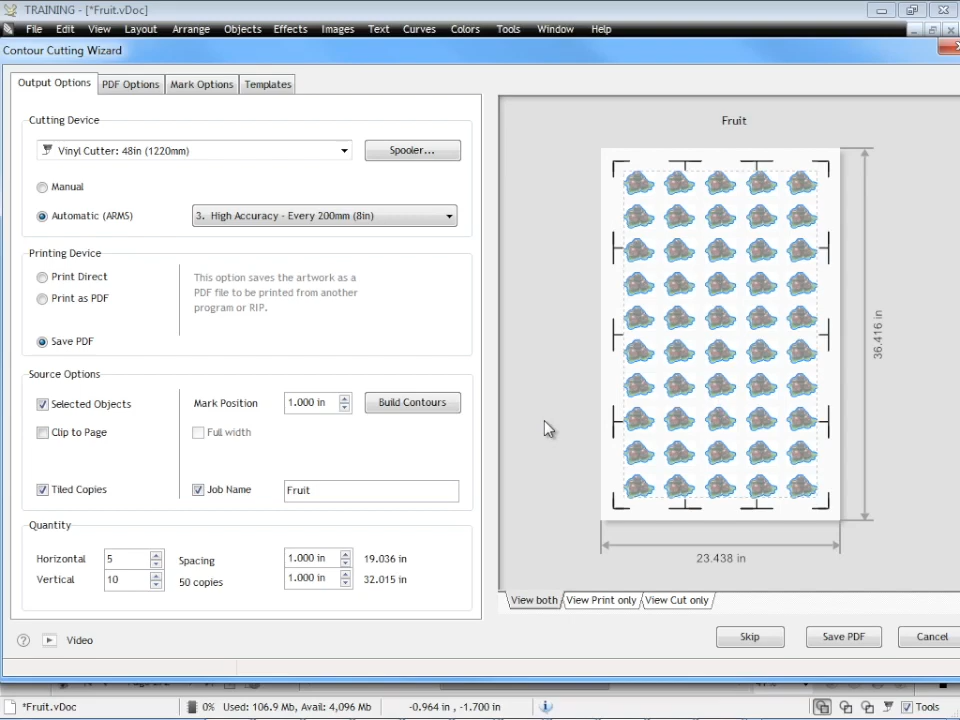 TRAINING - [*Fruit.vDoc]
File Edit View Layout Arrange Objects Effects Images Text Curves Colors Tools Window Help
Contour Cutting Wizard
Output Options PDF Options Mark Options Templates
Cutting Device
Vinyl Cutter: 48in (1220mm) Spooler...
Manual
Automatic (ARMS) 3. High Accuracy - Every 200mm (8in)
Printing Device
Print Direct
Print as PDF
Save PDF
This option saves the artwork as a
PDF file to be printed from another
program or RIP.
Source Options
Selected Objects Mark Position 1.000 in Build Contours
Clip to Page Full width
Tiled Copies Job Name Fruit
Quantity
Horizontal 5 Spacing 1.000 in 19.036 in
Vertical 10 50 copies 1.000 in 32.015 in
Video
Fruit
36.416 in
23.438 in
View both View Print only View Cut only
Skip Save PDF Cancel
*Fruit.vDoc 0% Used: 106.9 Mb, Avail: 4,096 Mb -0.964 in , -1.700 in Tools